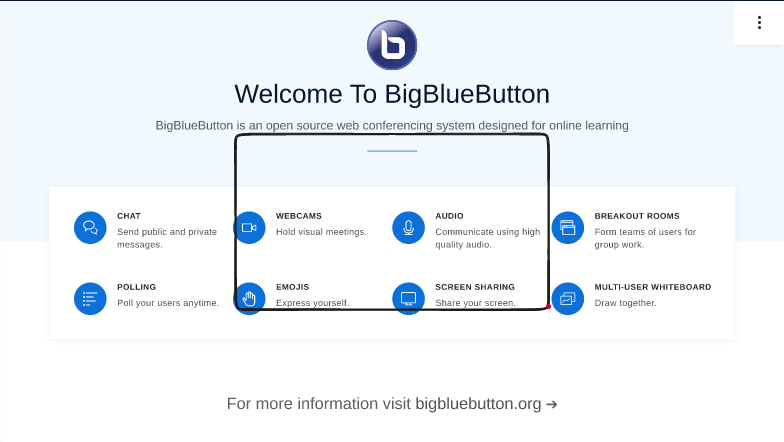 Welcome To BigBlueButton
BigBlueButton is an open source web conferencing system designed for online learning
CHAT
Send public and private
messages.
WEBCAMS
Hold visual meetings.
AUDIO
Communicate using high
quality audio.
BREAKOUT ROOMS
Form teams of users for
group work.
POLLING
Poll your users anytime.
EMOJIS
Express yourself.
SCREEN SHARING
Share your screen.
MULTI-USER WHITEBOARD
Draw together.
For more information visit bigbluebutton.org →